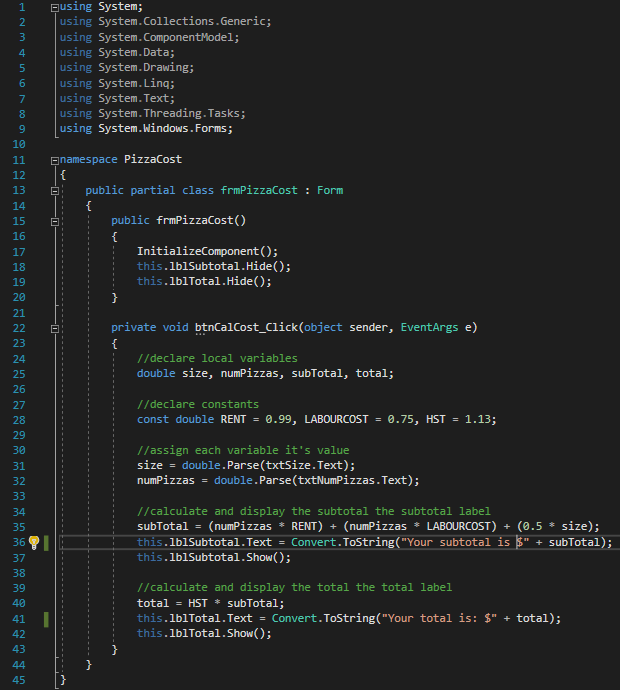 1 using System;
2 using System.Collections.Generic;
3 using System.ComponentModel;
4 using System.Data;
5 using System.Drawing;
6 using System.Linq;
7 using System.Text;
8 using System.Threading.Tasks;
9 using System.Windows.Forms;
10
11 namespace PizzaCost
12 {
13 public partial class frmPizzaCost : Form
14 {
15 public frmPizzaCost()
16 {
17 InitializeComponent();
18 this.lblSubtotal.Hide();
19 this.lblTotal.Hide();
20 }
21
22 private void btnCalCost_Click(object sender, EventArgs e)
23 {
24 //declare local variables
25 double size, numPizzas, subTotal, total;
26
27 //declare constants
28 const double RENT = 0.99, LABOURCOST = 0.75, HST = 1.13;
29
30 //assign each variable it's value
31 size = double.Parse(txtSize.Text);
32 numPizzas = double.Parse(txtNumPizzas.Text);
33
34 //calculate and display the subtotal the subtotal label
35 subTotal = (numPizzas * RENT) + (numPizzas * LABOURCOST) + (0.5 * size);
36 this.lblSubtotal.Text = Convert.ToString("Your subtotal is $" + subTotal);
37 this.lblSubtotal.Show();
38
39 //calculate and display the total the total label
40 total = HST * subTotal;
41 this.lblTotal.Text = Convert.ToString("Your total is: $" + total);
42 this.lblTotal.Show();
43 }
44 }
45 }